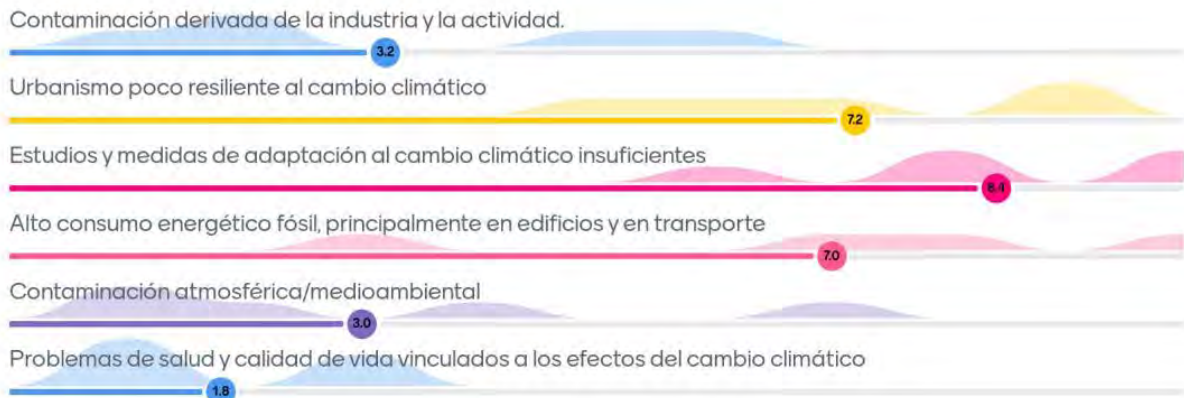 Contaminación derivada de la industria y la actividad.
3.2
Urbanismo poco resiliente al cambio climático
7.2
Estudios y medidas de adaptación al cambio climático insuficientes
8.4
Alto consumo energético fósil, principalmente en edificios y en transporte
7.0
Contaminación atmosférica/medioambiental
3.0
Problemas de salud y calidad de vida vinculados a los efectos del cambio climático
1.8